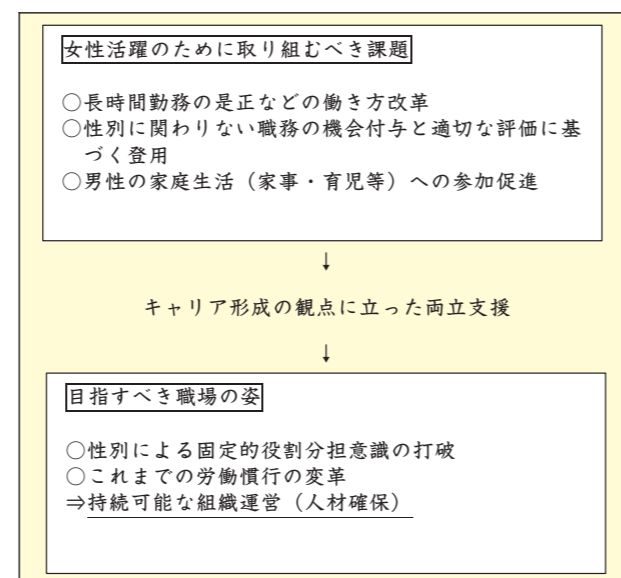 女性活躍のために取り組むべき課題
○長時間勤務の是正などの働き方改革
○性別に関わりない職務の機会付与と適切な評価に基
づく登用
○男性の家庭生活（家事・育児等）への参加促進
↓
キャリア形成の観点に立った両立支援
↓
目指すべき職場の姿
○性別による固定的役割分担意識の打破
○これまでの労働慣行の変革
⇒持続可能な組織運営（人材確保）